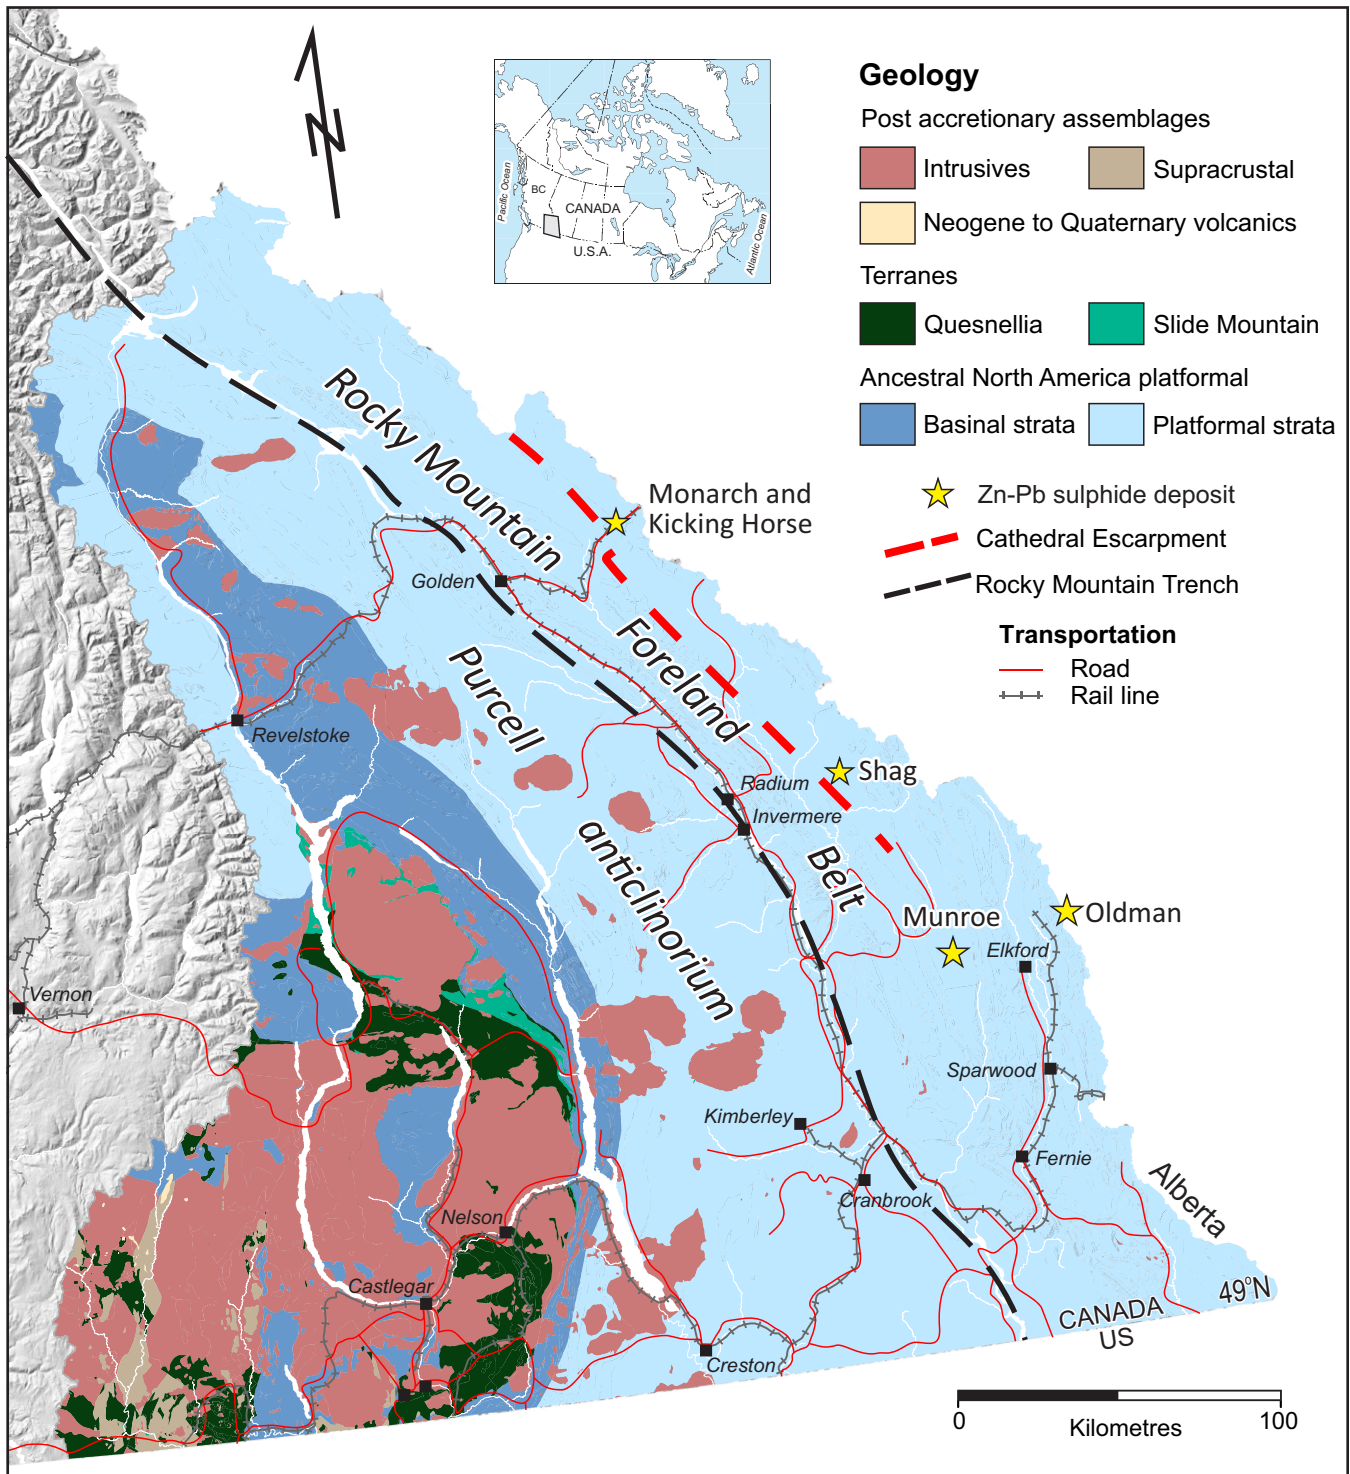 Geology
Post accretionary assemblages
Intrusives
Supracrustal
Neogene to Quaternary volcanics
Terranes
Quesnellia
Slide Mountain
Ancestral North America platformal
Basinal strata
Platformal strata
Zn-Pb sulphide deposit
Cathedral Escarpment
Rocky Mountain Trench
Transportation
Road
Rail line
Pacific Ocean
BC
CANADA
U.S.A.
Atlantic Ocean
N
Rocky Mountain
Foreland
Belt
Monarch and
Kicking Horse
Golden
Purcell
anticlinorium
Revelstoke
Radium
Invermere
Shag
Munroe
Oldman
Elkford
Vernon
Sparwood
Kimberley
Fernie
Cranbrook
Alberta
Nelson
Castlegar
Creston
49°N
CANADA
US
0
100
Kilometres